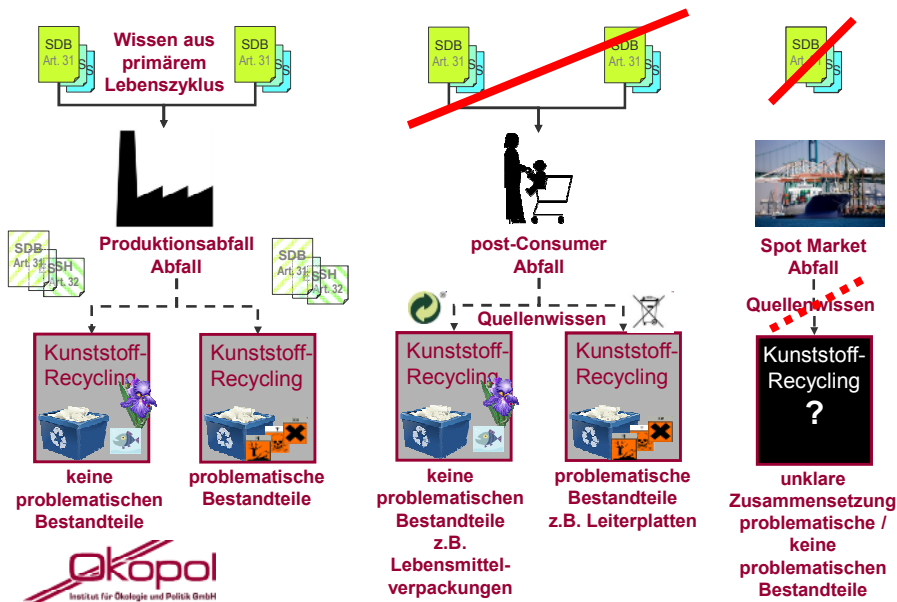 SDB
Art. 31
S
S
Wissen aus
primärem
Lebenszyklus
SDB
Art. 31
S
S
SDB
Art. 31
S
S
SDB
Art. 31
S
S
SDB
Art. 31
S
S
Produktionsabfall
Abfall
SDB
Art. 31
SSH
Art. 32
SDB
Art. 31
SSH
Art. 32
post-Consumer
Abfall
Quellenwissen
Spot Market
Abfall
Quellenwissen
Kunststoff-
Recycling
keine
problematischen
Bestandteile
Kunststoff-
Recycling
problematische
Bestandteile
Kunststoff-
Recycling
keine
problematischen
Bestandteile
z.B.
Lebensmittel-
verpackungen
Kunststoff-
Recycling
problematische
Bestandteile
z.B. Leiterplatten
Kunststoff-
Recycling
?
unklare
Zusammensetzung
problematische /
keine
problematischen
Bestandteile
Ökopol
Institut für Ökologie und Politik GmbH